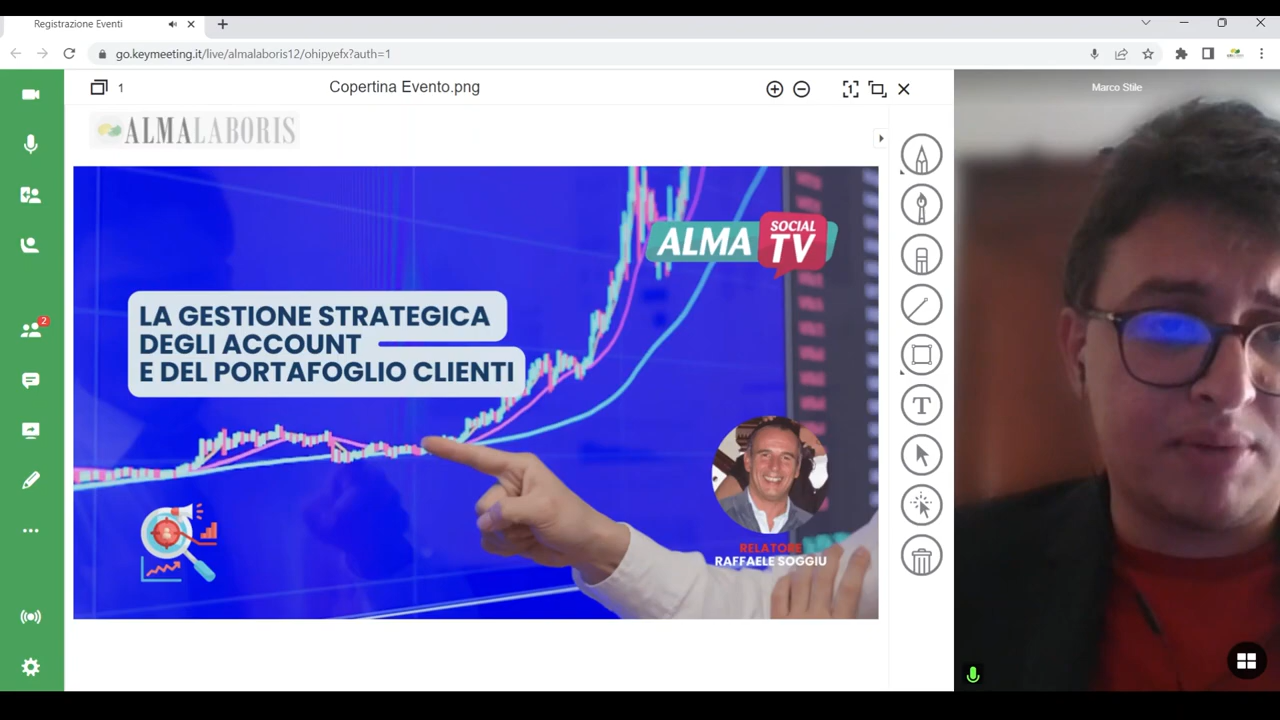 Registrazione Eventi
go.keymeeting.it/live/almalaboris12/ohipyefx?auth=1
1
Copertina Evento.png
1
Marco Stile
ALMALABORIS
ALMA SOCIAL TV
LA GESTIONE STRATEGICA
DEGLI ACCOUNT
E DEL PORTAFOGLIO CLIENTI
2
T
RELATORE
RAFFAELE SOGGIU